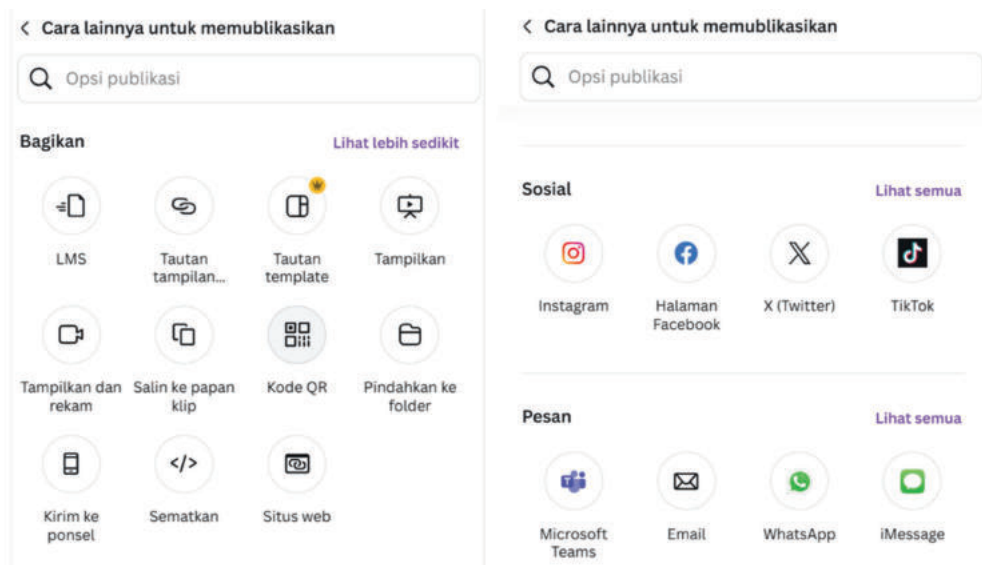 Cara lainnya untuk memublikasikan
Opsi publikasi
Bagikan
Lihat lebih sedikit
LMS
Tautan
tampilan...
Tautan
template
Tampilkan
Tampilkan dan
rekam
Salin ke papan
klip
Kode QR
Pindahkan ke
folder
Kirim ke
ponsel
</>
Sematkan
Situs web
Cara lainnya untuk memublikasikan
Opsi publikasi
Sosial
Lihat semua
Instagram
Halaman
Facebook
X (Twitter)
TikTok
Pesan
Lihat semua
Microsoft
Teams
Email
WhatsApp
iMessage